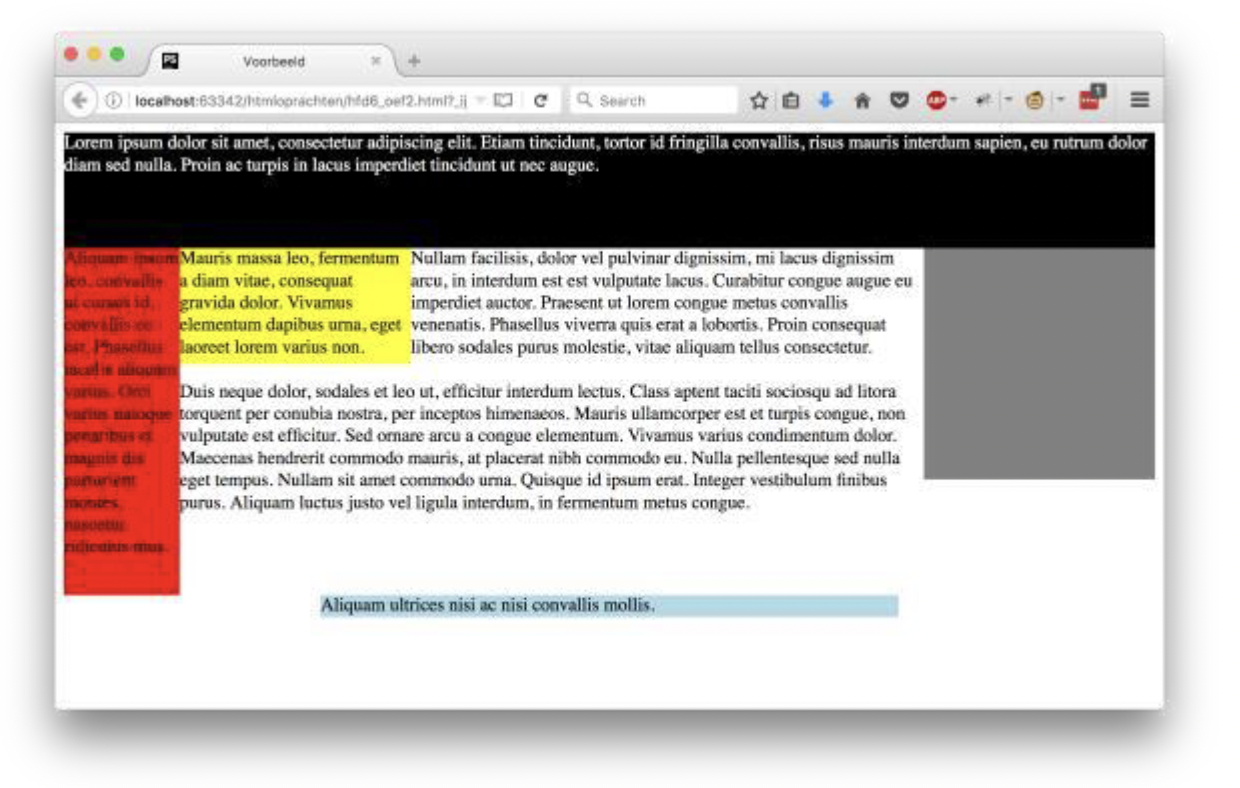 Voorbeeld
localhost:63342/htmloprachten/hfd6_oef2.html?_ij
Search
ABP
1
Lorem ipsum dolor sit amet, consectetur adipiscing elit. Etiam tincidunt, tortor id fringilla convallis, risus mauris interdum sapien, eu rutrum dolor
diam sed nulla. Proin ac turpis in lacus imperdiet tincidunt ut nec augue.
Aliquam ipsum
leo, convallis
ut cursus id,
convallis eu
est. Phasellus
iaculis aliquam
varius. Orci
varius natoque
penatibus et
magnis dis
parturient
montes,
nascetur
ridiculus mus.
Mauris massa leo, fermentum
a diam vitae, consequat
gravida dolor. Vivamus
elementum dapibus urna, eget
laoreet lorem varius non.
Nullam facilisis, dolor vel pulvinar dignissim, mi lacus dignissim
arcu, in interdum est est vulputate lacus. Curabitur congue augue eu
imperdiet auctor. Praesent ut lorem congue metus convallis
venenatis. Phasellus viverra quis erat a lobortis. Proin consequat
libero sodales purus molestie, vitae aliquam tellus consectetur.
Duis neque dolor, sodales et leo ut, efficitur interdum lectus. Class aptent taciti sociosqu ad litora
torquent per conubia nostra, per inceptos himenaeos. Mauris ullamcorper est et turpis congue, non
vulputate est efficitur. Sed ornare arcu a congue elementum. Vivamus varius condimentum dolor.
Maecenas hendrerit commodo mauris, at placerat nibh commodo eu. Nulla pellentesque sed nulla
eget tempus. Nullam sit amet commodo urna. Quisque id ipsum erat. Integer vestibulum finibus
purus. Aliquam luctus justo vel ligula interdum, in fermentum metus congue.
Aliquam ultrices nisi ac nisi convallis mollis.